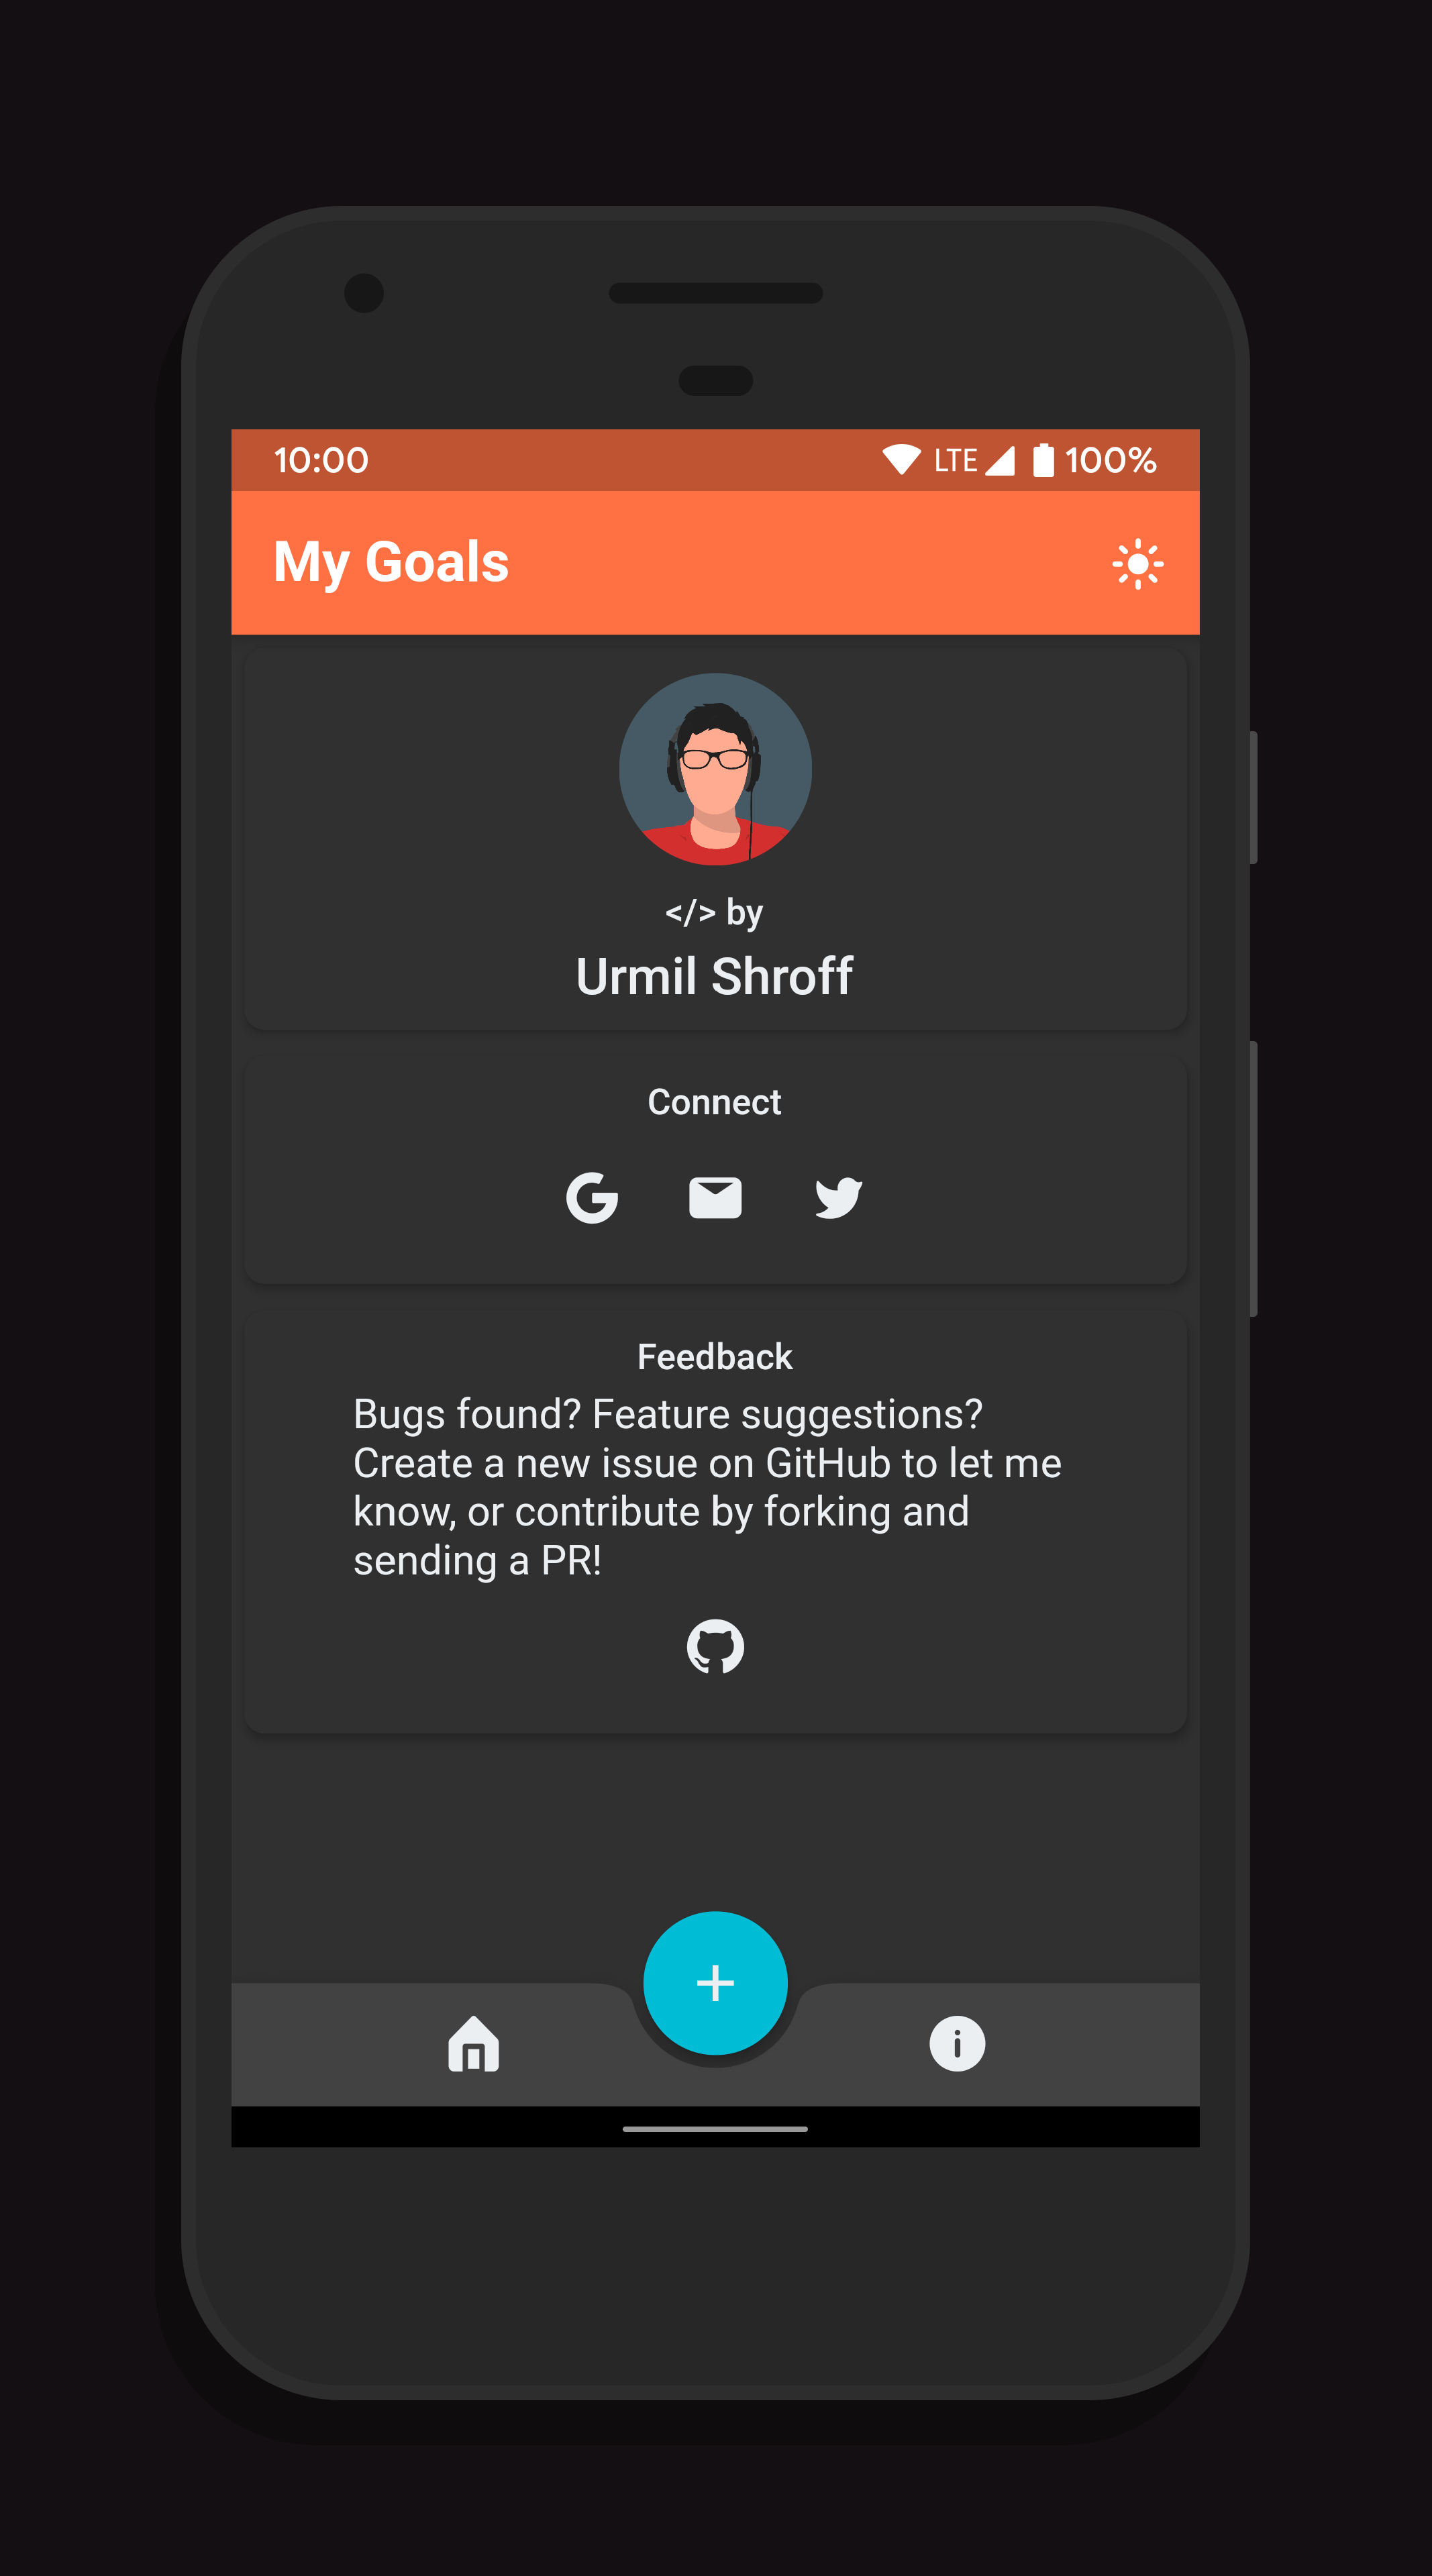 10:00 LTE 100%
My Goals
</> by
Urmil Shroff
Connect
Feedback
Bugs found? Feature suggestions?
Create a new issue on GitHub to let me
know, or contribute by forking and
sending a PR!